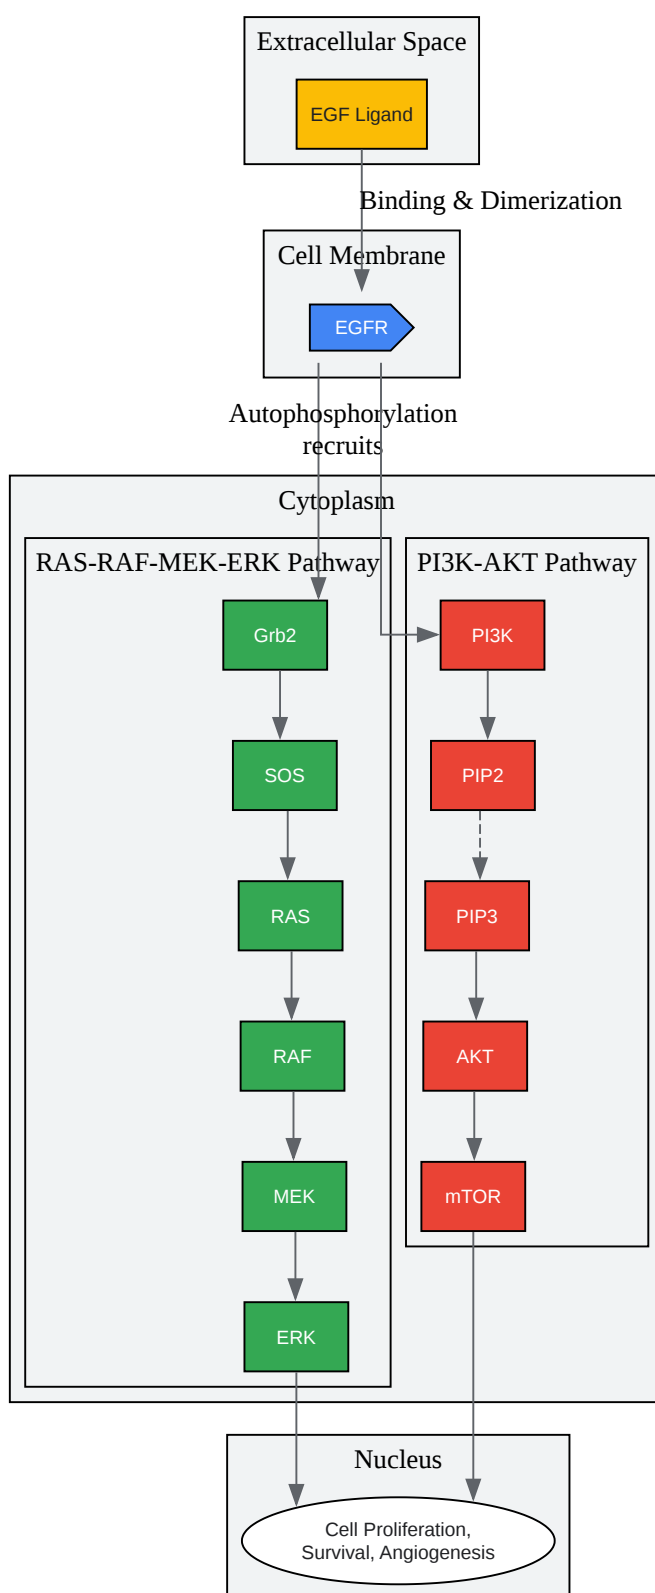 Extracellular Space
EGF Ligand
Binding & Dimerization
Cell Membrane
EGFR
Autophosphorylation
recruits
Cytoplasm
RAS-RAF-MEK-ERK Pathway
PI3K-AKT Pathway
Grb2
PI3K
SOS
PIP2
RAS
PIP3
RAF
AKT
MEK
mTOR
ERK
Nucleus
Cell Proliferation,
Survival, Angiogenesis